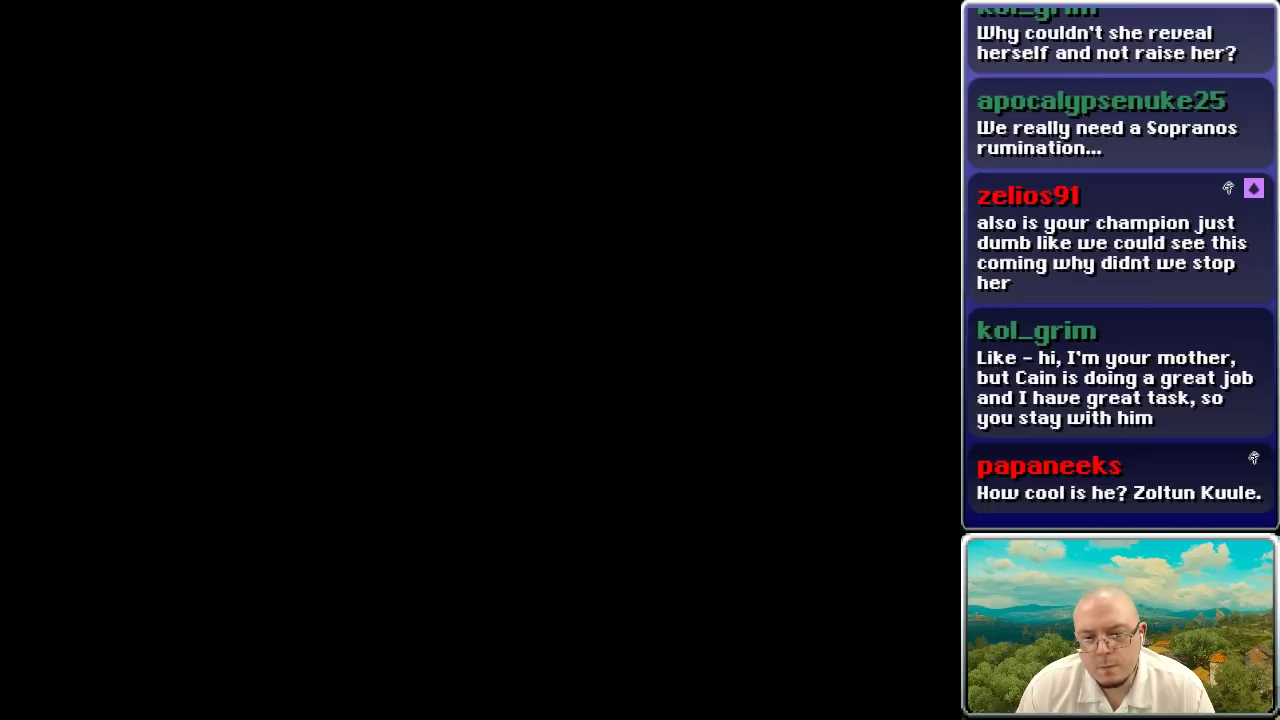 kol_grim
Why couldn't she reveal
herself and not raise her?
apocalypsenuke25
We really need a Sopranos
rumination...
zelios91
also is your champion just
dumb like we could see this
coming why didnt we stop
her
kol_grim
Like - hi, I'm your mother,
but Cain is doing a great job
and I have great task, so
you stay with him
papaneeks
How cool is he? Zoltun Kuule.